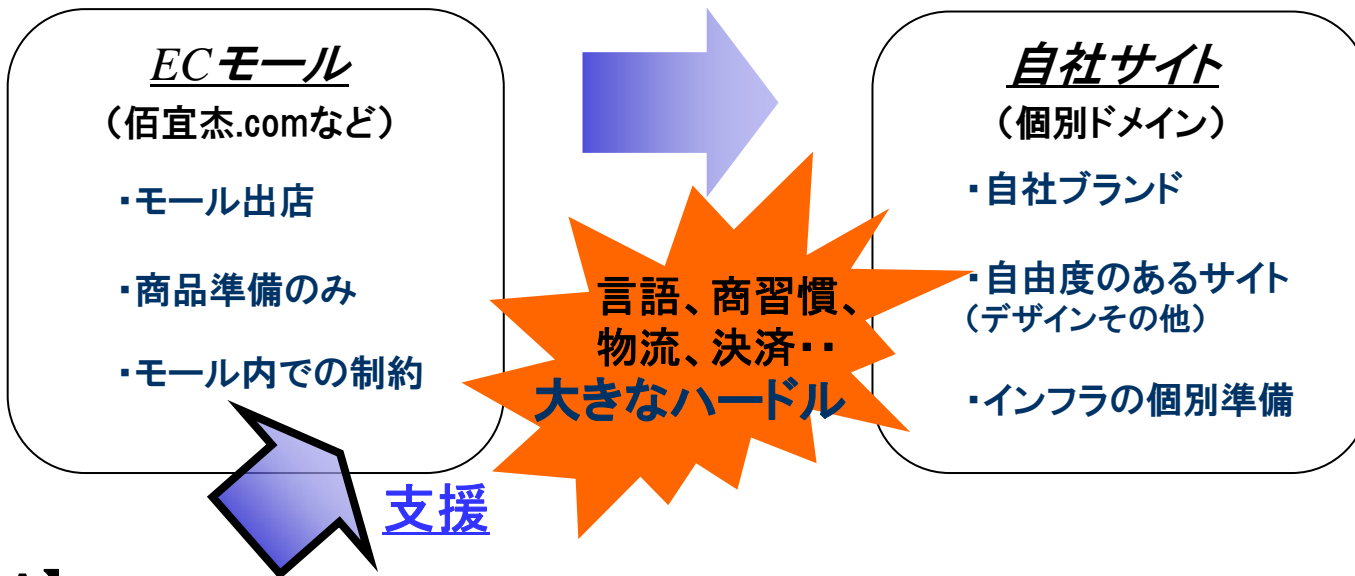 ECモール
（佰宜杰.comなど）
・モール出店
・商品準備のみ
・モール内での制約
支援
言語、商習慣、
物流、決済・・
大きなハードル
自社サイト
（個別ドメイン）
・自社ブランド
・自由度のあるサイト
（デザインその他）
・インフラの個別準備